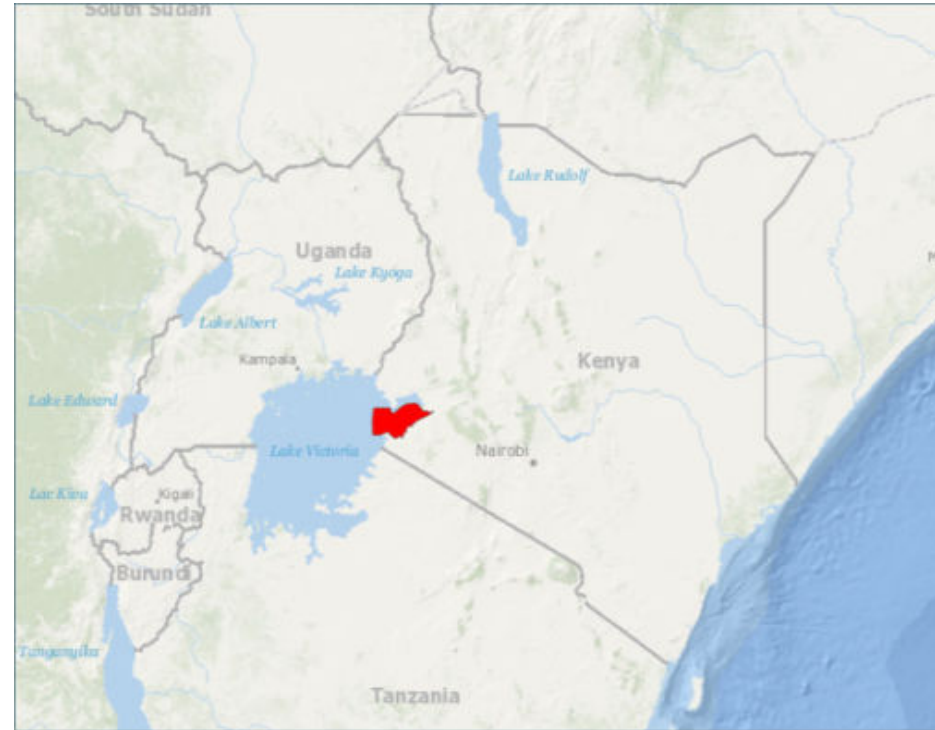 South Sudan
Lake Rudolf
Uganda
Lake Kyoga
Lake Albert
Kampala
Kenya
Lake Edward
Lake Victoria
Nairobi
Lac Kivu
Kigali
Rwanda
Burundi
Tanganyika
Tanzania